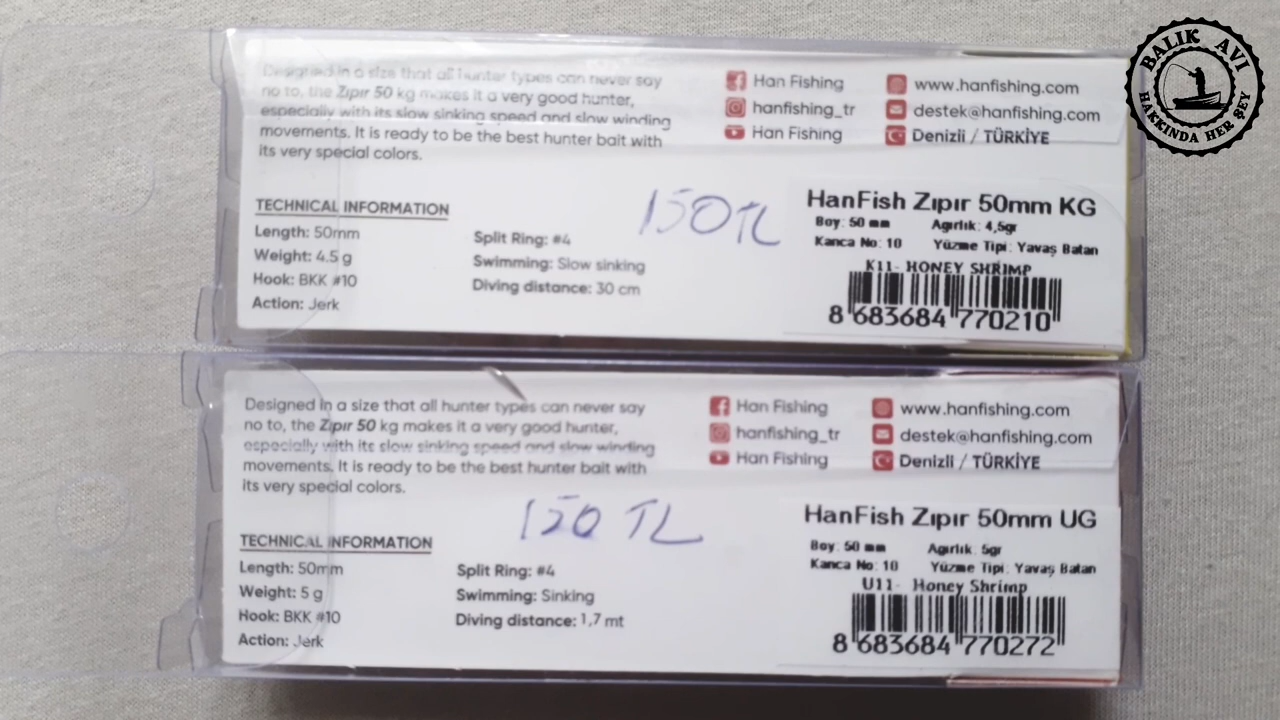 Designed in a size that all hunter types can never say
no to, the Zıpır 50 kg makes it a very good hunter,
especially with its slow sinking speed and slow winding
movements. It is ready to be the best hunter bait with
its very special colors.
Han Fishing
hanfishing_tr
Han Fishing
www.hanfishing.com
destek@hanfishing.com
Denizli / TÜRKİYE
TECHNICAL INFORMATION
Length: 50mm
Weight: 4.5 g
Hook: BKK #10
Action: Jerk
Split Ring: #4
Swimming: Slow sinking
Diving distance: 30 cm
150 TL
HanFish Zıpır 50mm KG
Boy: 50 mm Agırlık: 4,5gr
Kanca No: 10 Yüzme Tipi: Yavaş Batan
K11- HONEY SHRIMP
8 683684 770210
Designed in a size that all hunter types can never say
no to, the Zıpır 50 kg makes it a very good hunter,
especially with its slow sinking speed and slow winding
movements. It is ready to be the best hunter bait with
its very special colors.
Han Fishing
hanfishing_tr
Han Fishing
www.hanfishing.com
destek@hanfishing.com
Denizli / TÜRKİYE
TECHNICAL INFORMATION
Length: 50mm
Weight: 5 g
Hook: BKK #10
Action: Jerk
Split Ring: #4
Swimming: Sinking
Diving distance: 1,7 mt
150 TL
HanFish Zıpır 50mm UG
Boy: 50 mm Agırlık: 5gr
Kanca No: 10 Yüzme Tipi: Yavaş Batan
U11- Honey Shrimp
8 683684 770272
BALIK AVI
HAKKINDA HER ŞEY